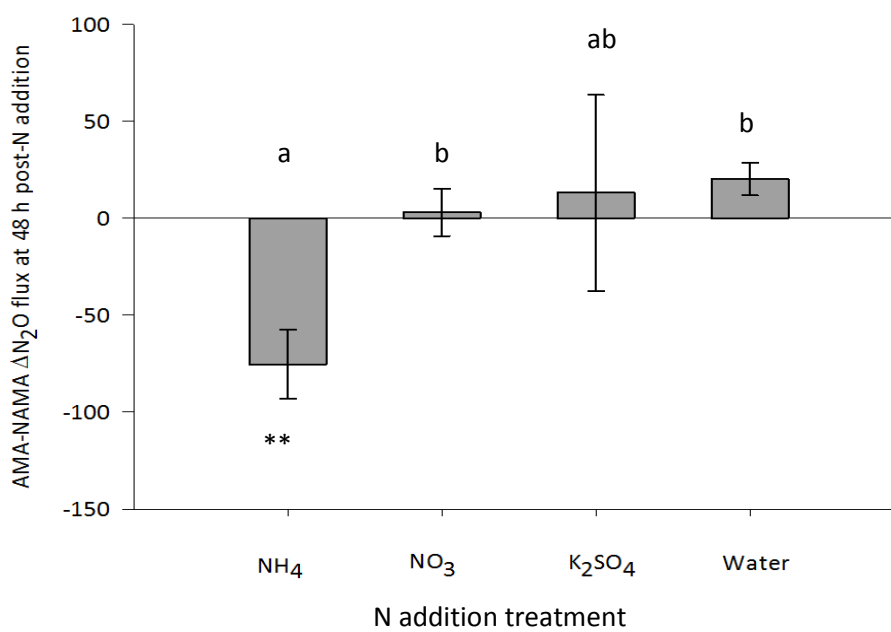 AMA-NAMA ΔN₂O flux at 48 h post-N addition
100
50
0
-50
-100
-150
a
b
ab
b
**
NH₄
NO₃
K₂SO₄
Water
N addition treatment